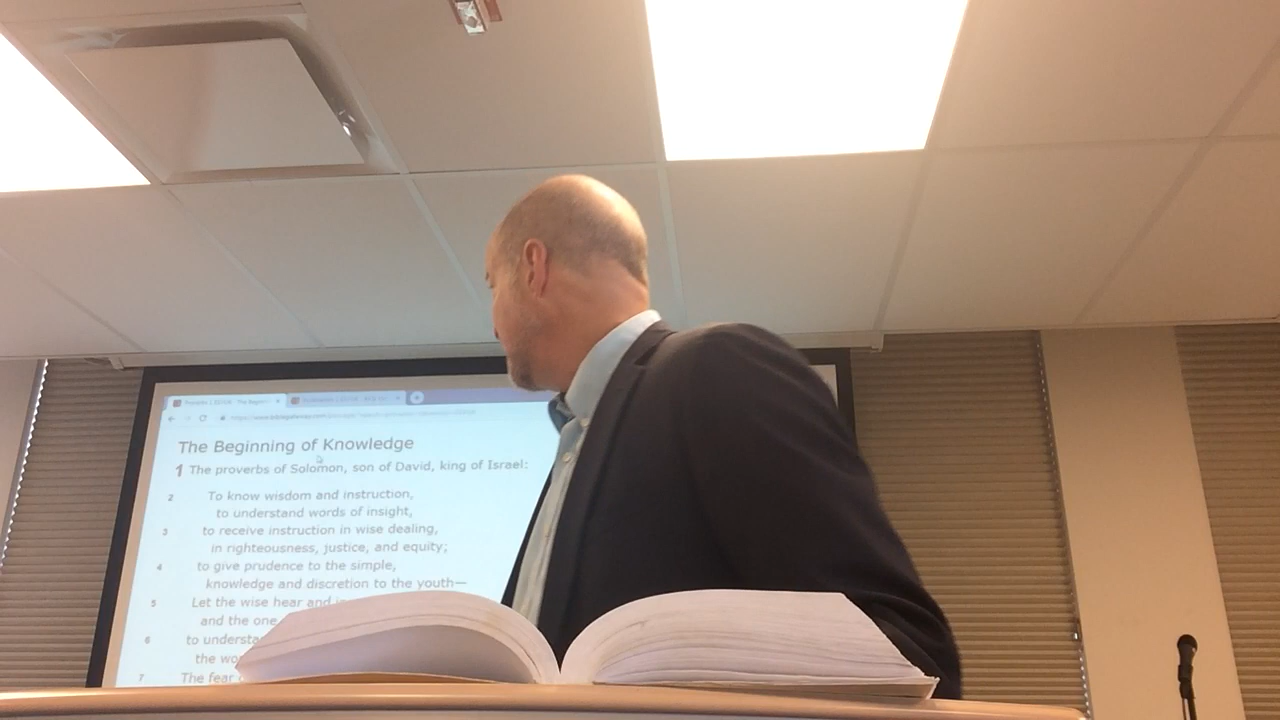 The Beginning of Knowledge
1 The proverbs of Solomon, son of David, king of Israel:
2 To know wisdom and instruction,
to understand words of insight,
3 to receive instruction in wise dealing,
in righteousness, justice, and equity;
4 to give prudence to the simple,
knowledge and discretion to the youth—
5 Let the wise hear and
and the one
6 to understa
the wo
7 The fear